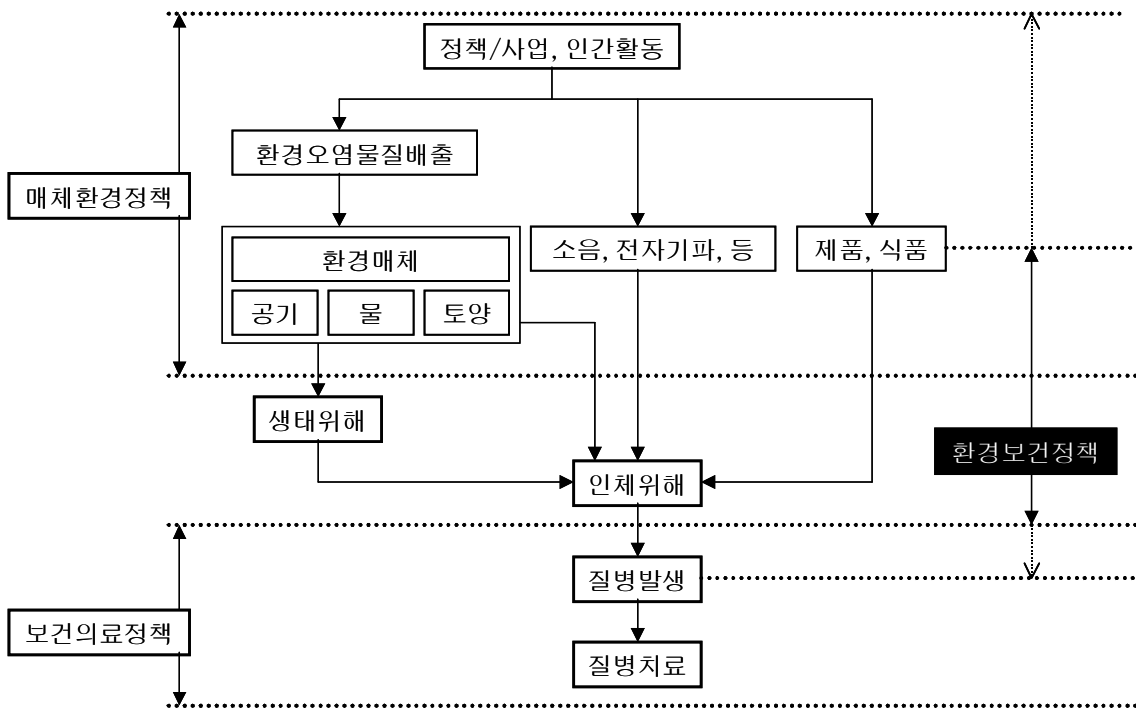 정책/사업, 인간활동
환경오염물질배출
매체환경정책
환경매체
소음, 전자기파, 등
제품, 식품
공기
물
토양
생태위해
환경보건정책
인체위해
질병발생
보건의료정책
질병치료